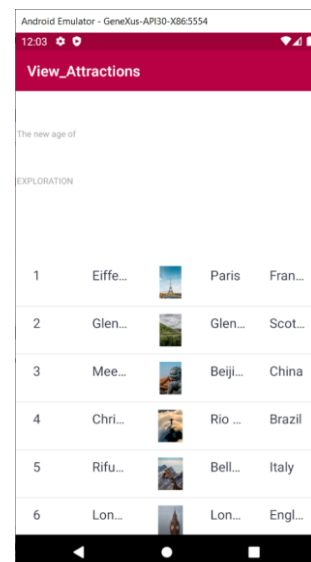 Android Emulator - GeneXus-API30-X86:5554
12:03
View_Attractions
The new age of
EXPLORATION
1 Eiffe... Paris Fran...
2 Glen... Glen... Scot...
3 Mee... Beiji... China
4 Chri... Rio ... Brazil
5 Rifu... Bell... Italy
6 Lon... Lon... Engl...